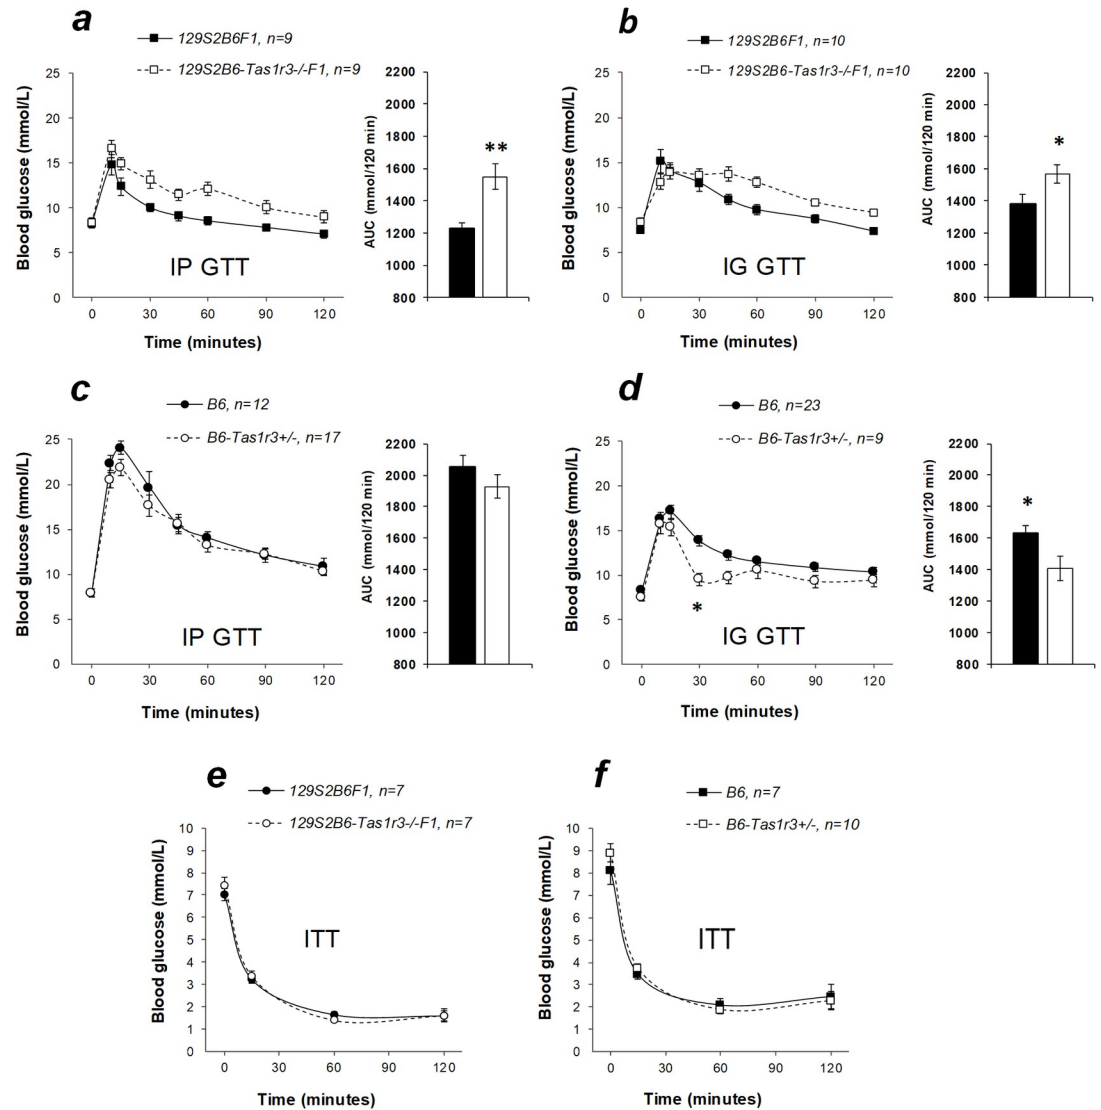 a
129S2B6F1, n=9
129S2B6-Tas1r3-/-F1, n=9
Blood glucose (mmol/L)
25
20
15
10
5
0
IP GTT
0 30 60 90 120
Time (minutes)
AUC (mmol/120 min)
2200
2000
1800
1600
1400
1200
1000
800
**
b
129S2B6F1, n=10
129S2B6-Tas1r3-/-F1, n=10
Blood glucose (mmol/L)
25
20
15
10
5
0
IG GTT
0 30 60 90 120
Time (minutes)
AUC (mmol/120 min)
2200
2000
1800
1600
1400
1200
1000
800
*
c
B6, n=12
B6-Tas1r3+/-, n=17
Blood glucose (mmol/L)
25
20
15
10
5
0
IP GTT
0 30 60 90 120
Time (minutes)
AUC (mmol/120 min)
2200
2000
1800
1600
1400
1200
1000
800
d
B6, n=23
B6-Tas1r3+/-, n=9
Blood glucose (mmol/L)
25
20
15
10
5
0
*
IG GTT
0 30 60 90 120
Time (minutes)
AUC (mmol/120 min)
2200
2000
1800
1600
1400
1200
1000
800
*
e
129S2B6F1, n=7
129S2B6-Tas1r3-/-F1, n=7
Blood glucose (mmol/L)
10
9
8
7
6
5
4
3
2
1
0
ITT
0 30 60 90 120
Time (minutes)
f
B6, n=7
B6-Tas1r3+/-, n=10
Blood glucose (mmol/L)
10
9
8
7
6
5
4
3
2
1
0
ITT
0 30 60 90 120
Time (minutes)